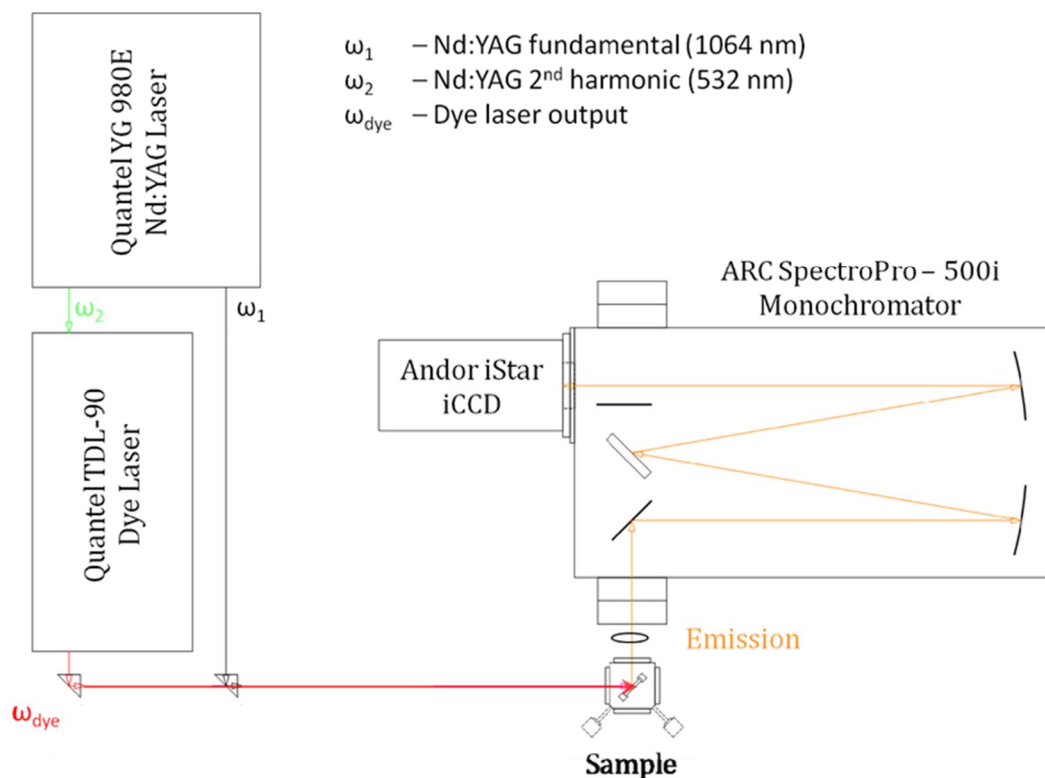 Quantel YG 980E
Nd:YAG Laser
ω₁ – Nd:YAG fundamental (1064 nm)
ω₂ – Nd:YAG 2ⁿᵈ harmonic (532 nm)
ω_dye – Dye laser output
ω₂
ω₁
ARC SpectroPro – 500i
Monochromator
Andor iStar
iCCD
Quantel TDL-90
Dye Laser
Emission
ω_dye
Sample